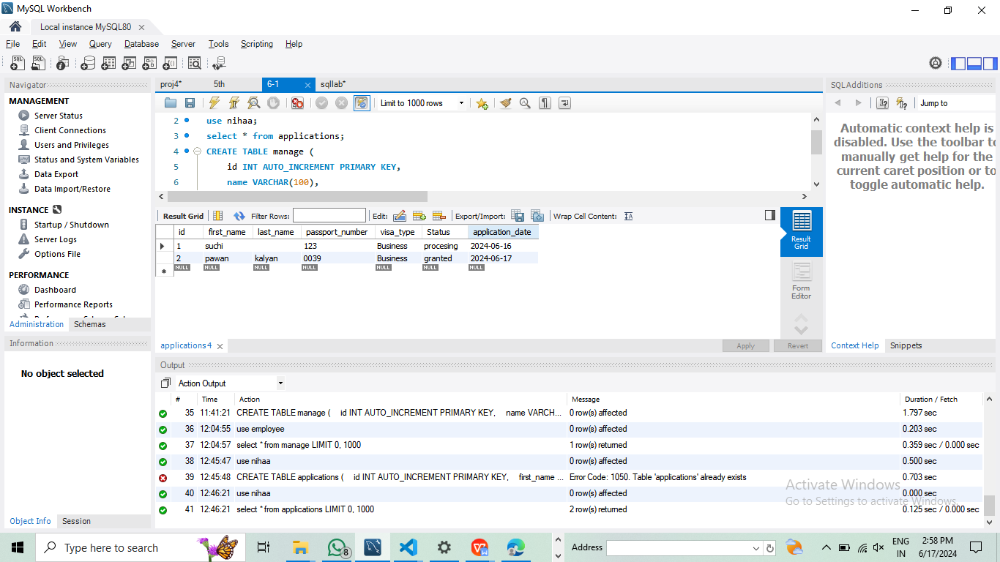 MySQL Workbench
Local instance MySQL80
File Edit View Query Database Server Tools Scripting Help
Navigator
MANAGEMENT
Server Status
Client Connections
Users and Privileges
Status and System Variables
Data Export
Data Import/Restore
INSTANCE
Startup / Shutdown
Server Logs
Options File
PERFORMANCE
Dashboard
Performance Reports
Administration Schemas
Information
No object selected
Object Info Session
proj4* 5th 6-1 sqllab*
Limit to 1000 rows
2 use nihaa;
3 select * from applications;
4 CREATE TABLE manage (
5 id INT AUTO_INCREMENT PRIMARY KEY,
6 name VARCHAR(100),
Result Grid Filter Rows: Edit: Export/Import: Wrap Cell Content:
id first_name last_name passport_number visa_type Status application_date
1 suchi 123 Business procesing 2024-06-16
2 pawan kalyan 0039 Business granted 2024-06-17
NULL NULL NULL NULL NULL NULL NULL
Result
Grid
Form
Editor
applications 4 Apply Revert
SQLAdditions
Jump to
Automatic context help is
disabled. Use the toolbar to
manually get help for the
current caret position or to
toggle automatic help.
Context Help Snippets
Output
Action Output
# Time Action Message Duration / Fetch
35 11:41:21 CREATE TABLE manage ( id INT AUTO_INCREMENT PRIMARY KEY, name VARCH... 0 row(s) affected 1.797 sec
36 12:04:55 use employee 0 row(s) affected 0.203 sec
37 12:04:57 select * from manage LIMIT 0, 1000 1 row(s) returned 0.359 sec / 0.000 sec
38 12:45:47 use nihaa 0 row(s) affected 0.500 sec
39 12:45:48 CREATE TABLE applications ( id INT AUTO_INCREMENT PRIMARY KEY, first_name ... Error Code: 1050. Table 'applications' already exists 0.703 sec
40 12:46:21 use nihaa 0 row(s) affected 0.000 sec
41 12:46:21 select * from applications LIMIT 0, 1000 2 row(s) returned 0.125 sec / 0.000 sec
Activate Windows
Go to Settings to activate Windows.
Type here to search
8
Address
ENG
IN
2:58 PM
6/17/2024